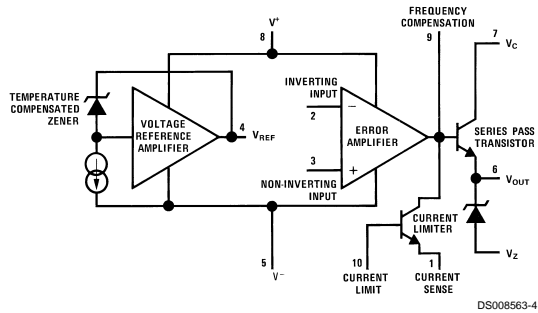 FREQUENCY
COMPENSATION
V+
8
9
7
VC
TEMPERATURE
COMPENSATED
ZENER
VOLTAGE
REFERENCE
AMPLIFIER
4
VREF
INVERTING
INPUT
2
−
ERROR
AMPLIFIER
3
+
NON-INVERTING
INPUT
SERIES PASS
TRANSISTOR
6
VOUT
CURRENT
LIMITER
VZ
5
V−
10
CURRENT
LIMIT
1
CURRENT
SENSE
DS008563-4